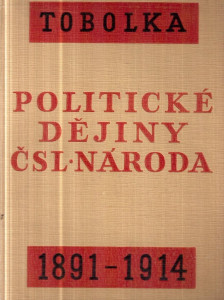 TOBOLKA
POLITICKÉ
DĚJINY
ČSL·NÁRODA
1891-1914